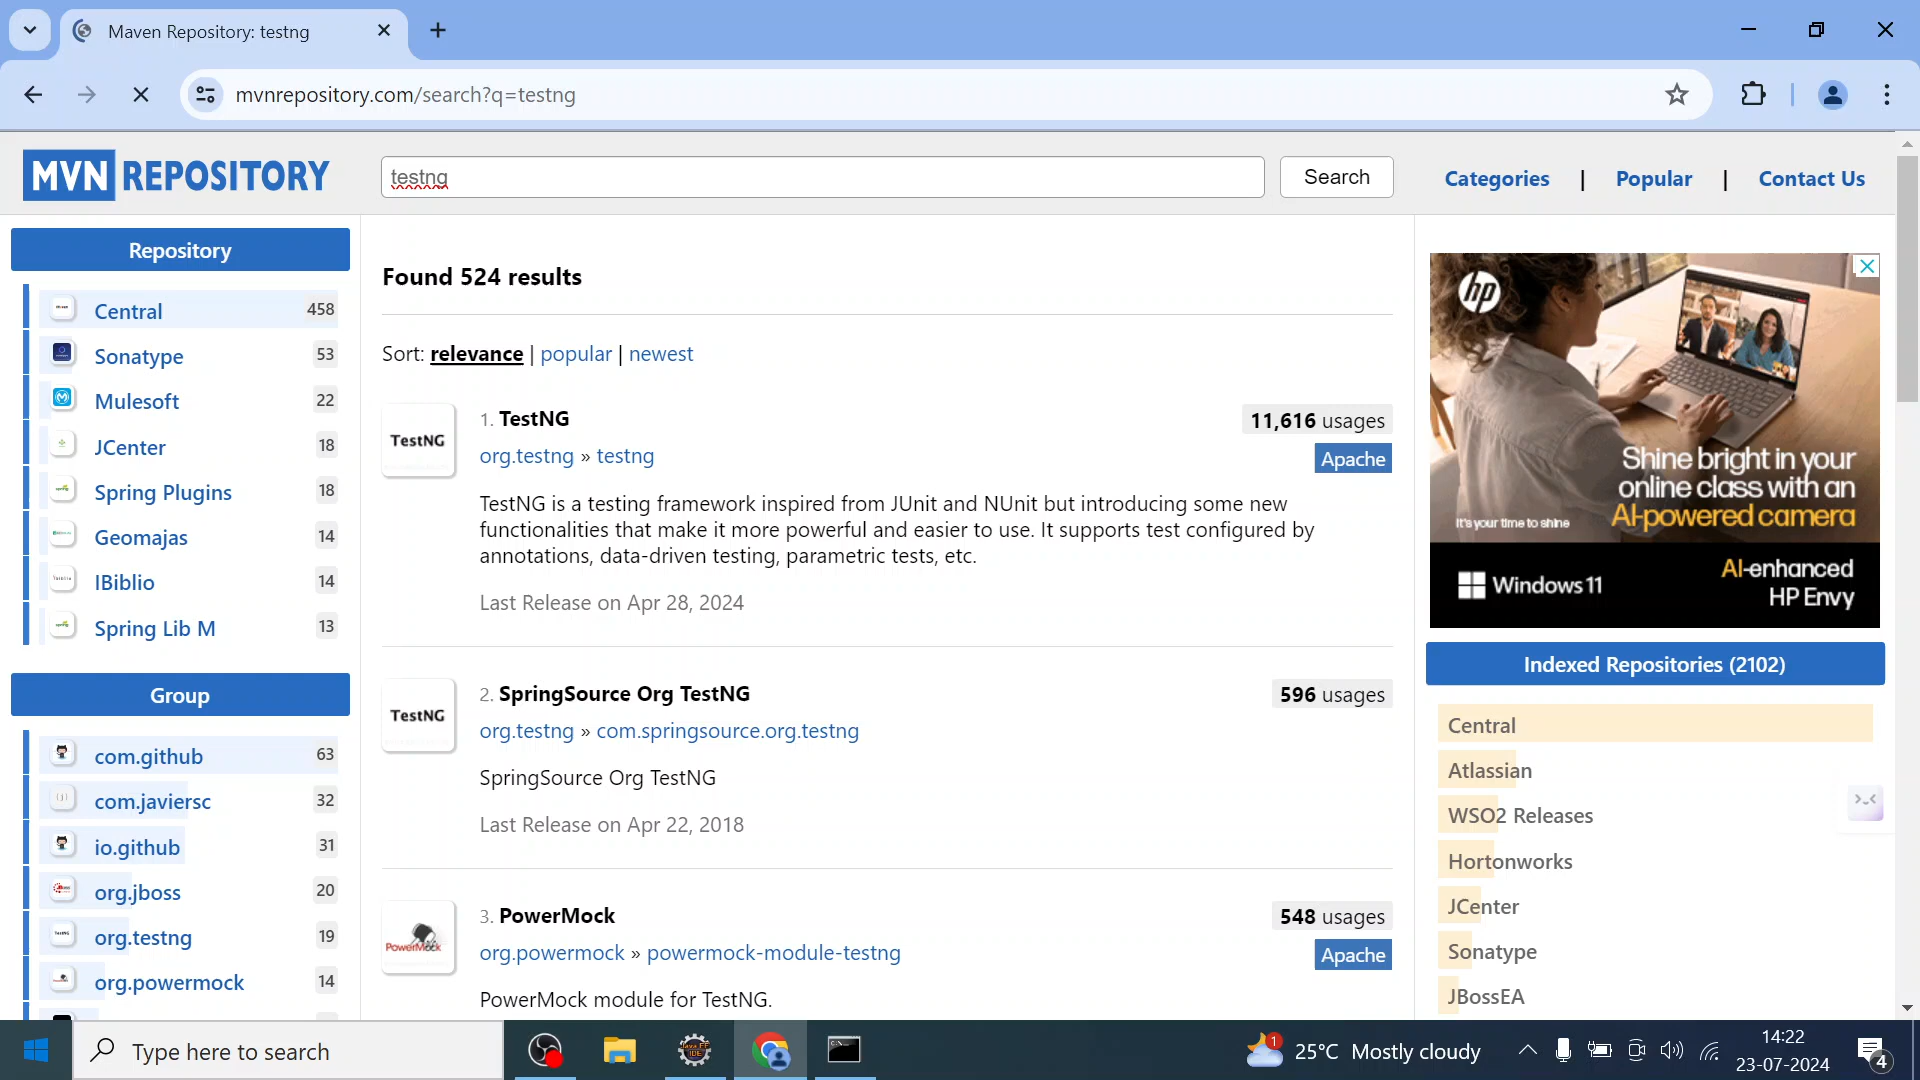 Maven Repository: testng
mvnrepository.com/search?q=testng
MVN REPOSITORY
testng
Search
Categories | Popular | Contact Us
Repository
Central 458
Sonatype 53
Mulesoft 22
JCenter 18
Spring Plugins 18
Geomajas 14
IBiblio 14
Spring Lib M 13
Group
com.github 63
com.javiersc 32
io.github 31
org.jboss 20
org.testng 19
org.powermock 14
Found 524 results
Sort: relevance | popular | newest
TestNG
1. TestNG
11,616 usages
org.testng » testng
Apache
TestNG is a testing framework inspired from JUnit and NUnit but introducing some new
functionalities that make it more powerful and easier to use. It supports test configured by
annotations, data-driven testing, parametric tests, etc.
Last Release on Apr 28, 2024
TestNG
2. SpringSource Org TestNG
596 usages
org.testng » com.springsource.org.testng
SpringSource Org TestNG
Last Release on Apr 22, 2018
PowerMock
3. PowerMock
548 usages
org.powermock » powermock-module-testng
Apache
PowerMock module for TestNG.
hp
Shine bright in your
online class with an
AI-powered camera
It's your time to shine
Windows 11
AI-enhanced
HP Envy
Indexed Repositories (2102)
Central
Atlassian
WSO2 Releases
Hortonworks
JCenter
Sonatype
JBossEA
Type here to search
Java EE
IDE
1
25°C Mostly cloudy
14:22
23-07-2024
4